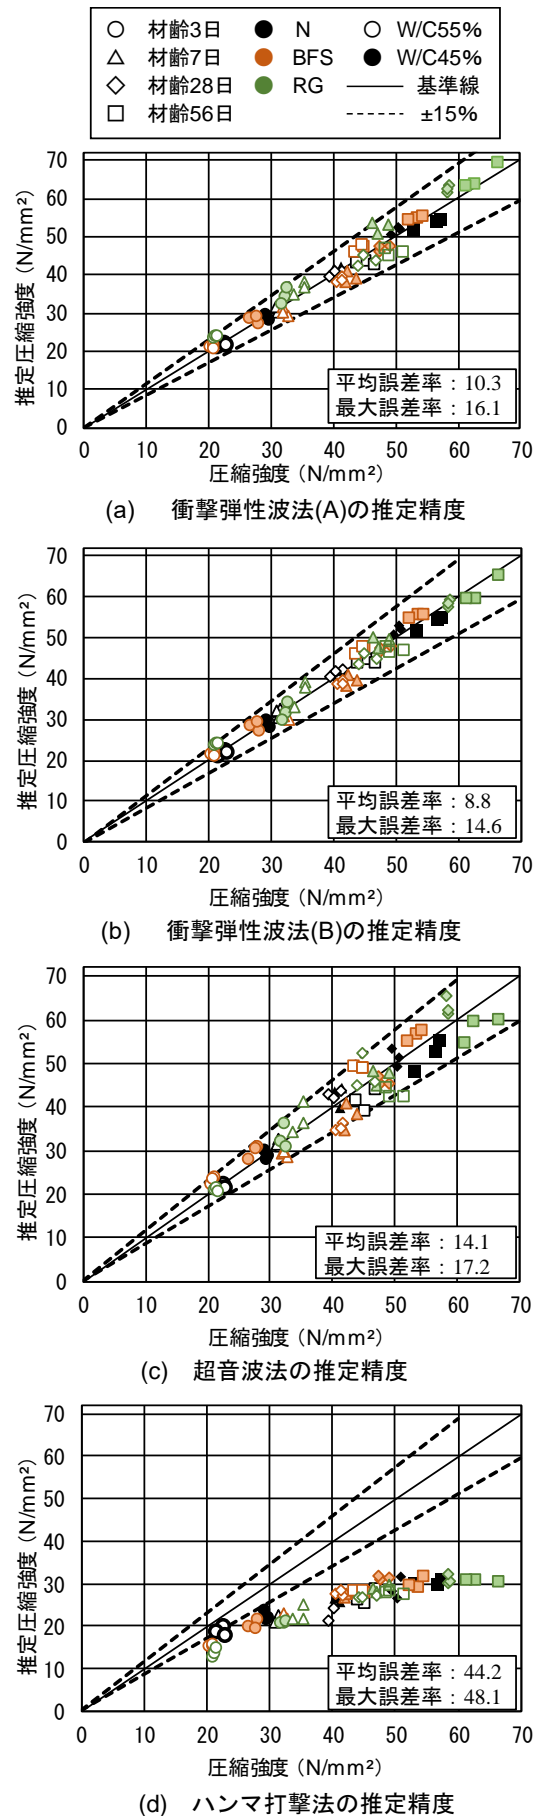 材齢3日 N W/C55%
材齢7日 BFS W/C45%
材齢28日 RG 基準線
材齢56日 ±15%
推定圧縮強度 (N/mm²)
70
60
50
40
30
20
10
0
平均誤差率：10.3
最大誤差率：16.1
0 10 20 30 40 50 60 70
圧縮強度 (N/mm²)
(a) 衝撃弾性波法(A)の推定精度
推定圧縮強度 (N/mm²)
70
60
50
40
30
20
10
0
平均誤差率：8.8
最大誤差率：14.6
0 10 20 30 40 50 60 70
圧縮強度 (N/mm²)
(b) 衝撃弾性波法(B)の推定精度
推定圧縮強度 (N/mm²)
70
60
50
40
30
20
10
0
平均誤差率：14.1
最大誤差率：17.2
0 10 20 30 40 50 60 70
圧縮強度 (N/mm²)
(c) 超音波法の推定精度
推定圧縮強度 (N/mm²)
70
60
50
40
30
20
10
0
平均誤差率：44.2
最大誤差率：48.1
0 10 20 30 40 50 60 70
圧縮強度 (N/mm²)
(d) ハンマ打撃法の推定精度